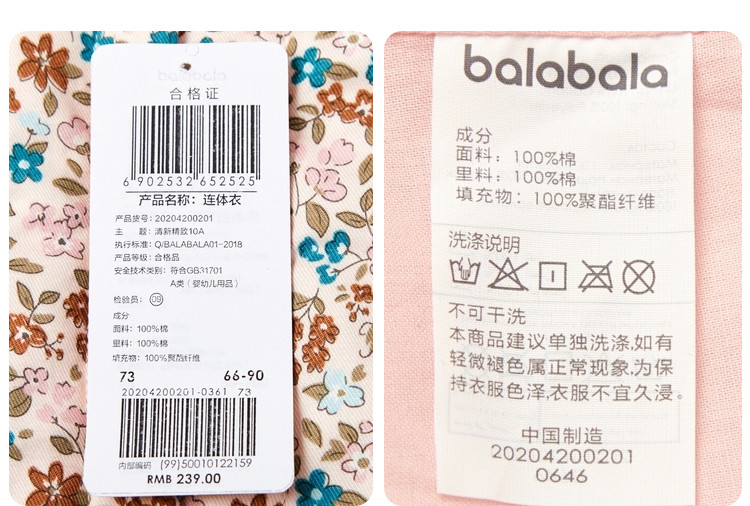 合格证
6 902532 652525
产品名称：连体衣
产品货号：20204200201
主　题：清新精致10A
执行标准：Q/BALABALA01-2018
产品等级：合格品
安全技术类别：符合GB31701
A类（婴幼儿用品）
检验员：09
成分
面料：100%棉
里料：100%棉
填充物：100%聚酯纤维
73 66-90
20204200201-0361 73
内部编码 (99)50010122159
RMB 239.00
balabala
成分
面料：100%棉
里料：100%棉
填充物：100%聚酯纤维
洗涤说明
不可干洗
本商品建议单独洗涤,如有
轻微褪色属正常现象,为保
持衣服色泽,衣服不宜久浸。
中国制造
20204200201
0646